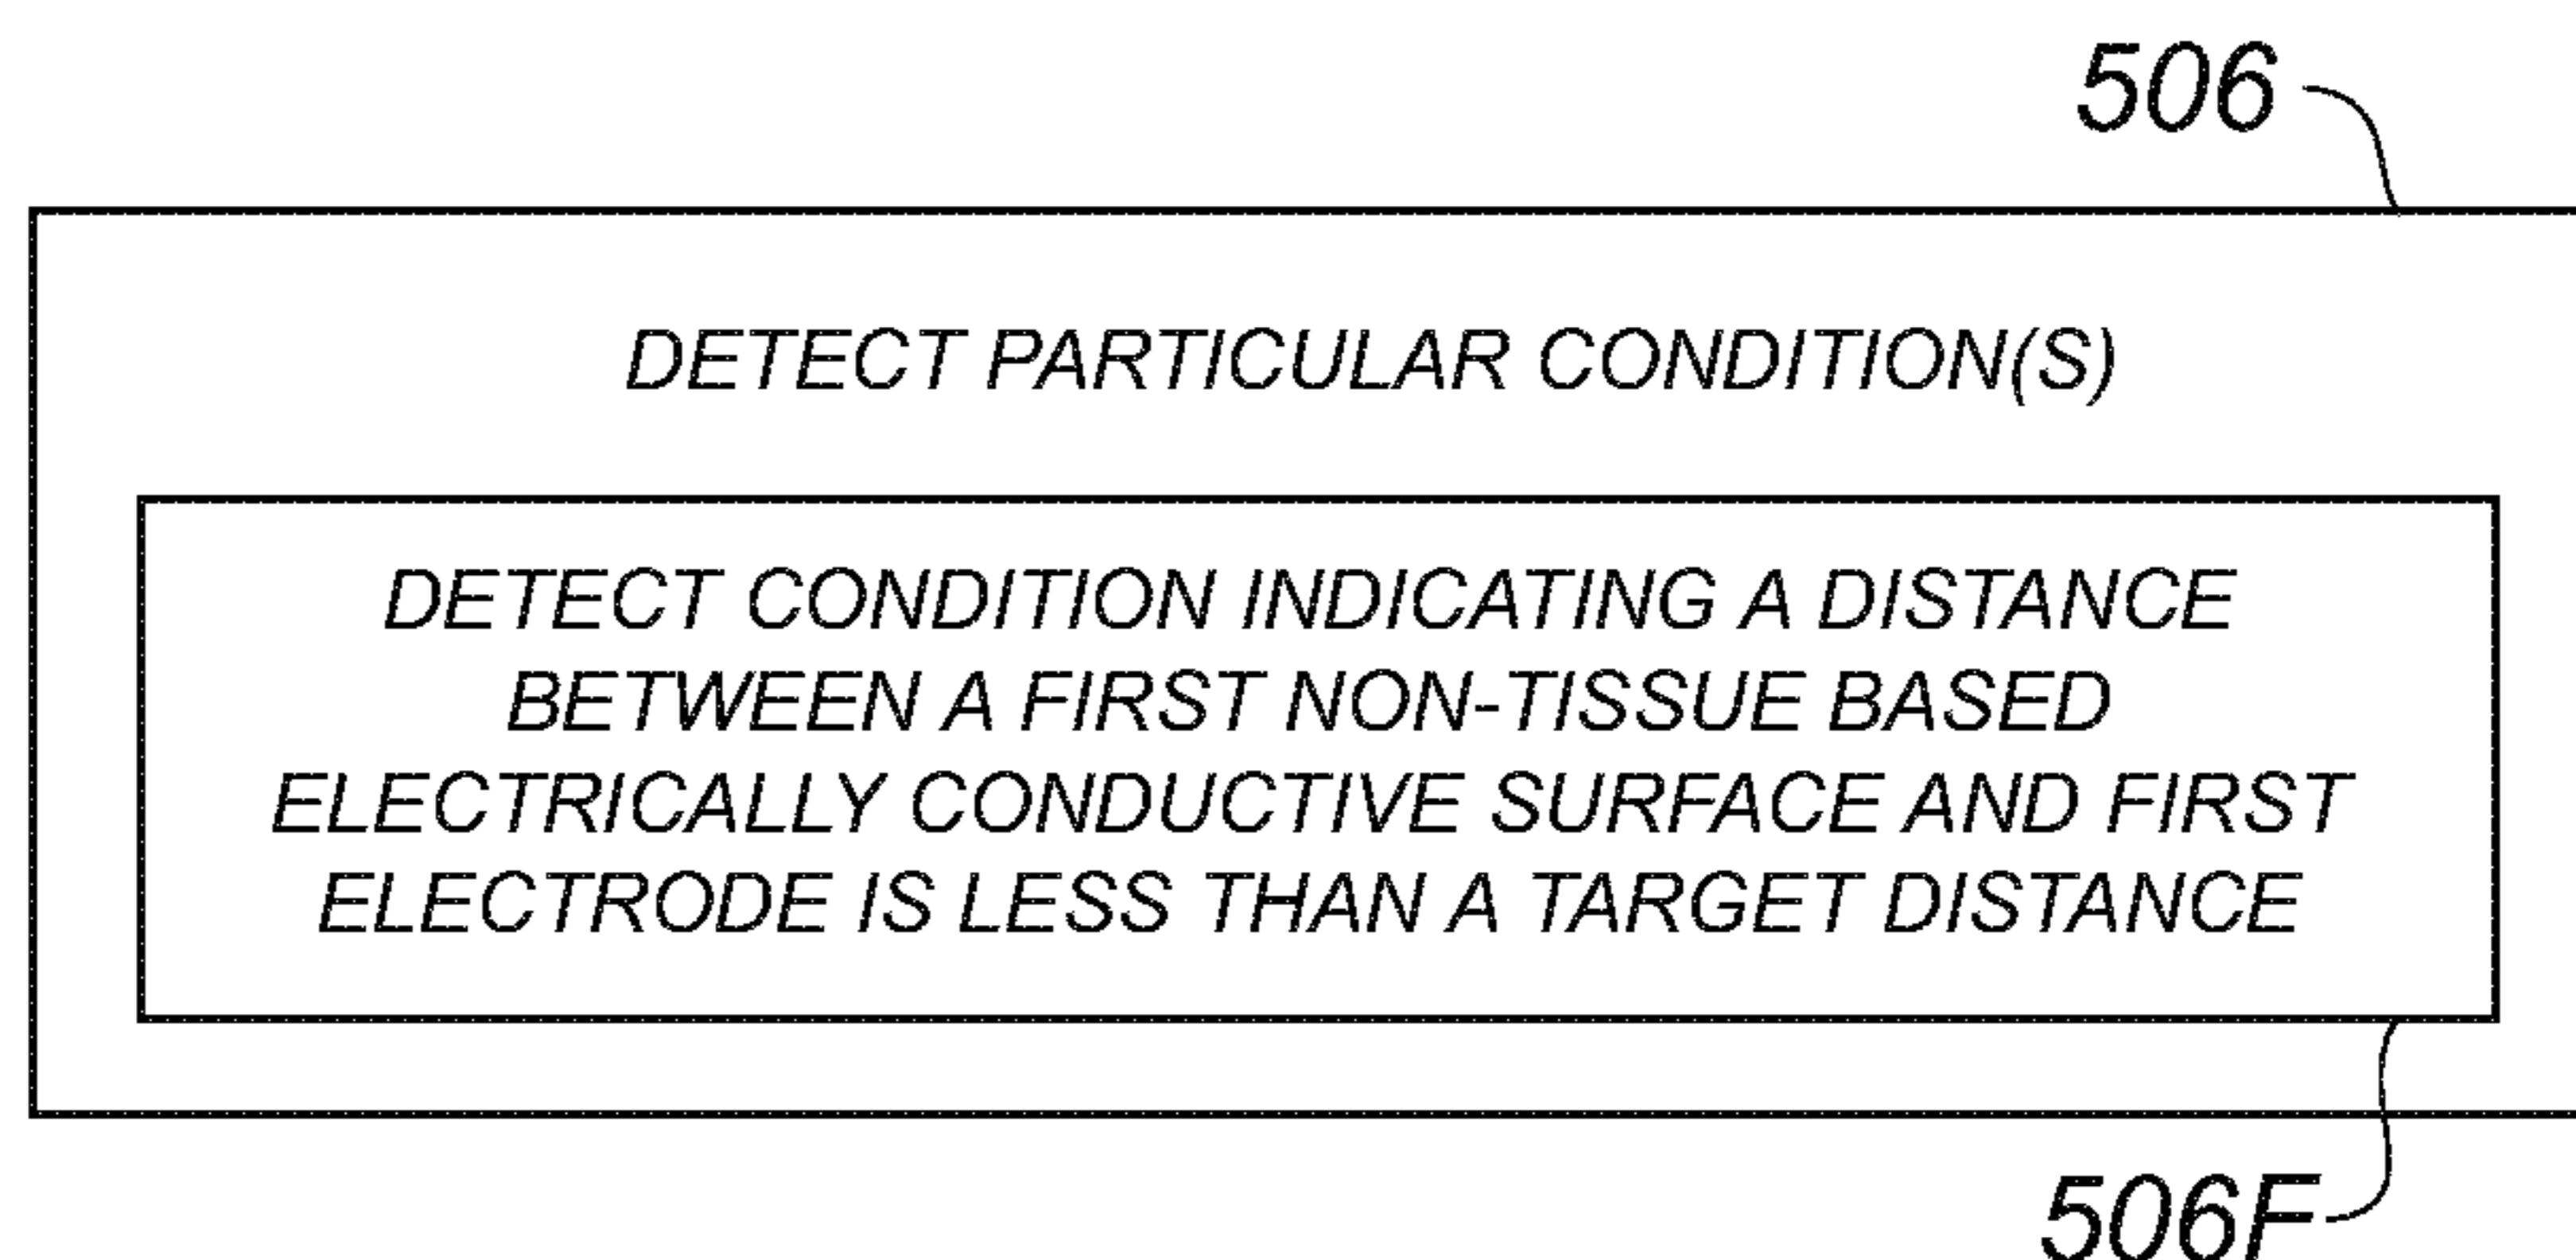 506
DETECT PARTICULAR CONDITION(S)
DETECT CONDITION INDICATING A DISTANCE
BETWEEN A FIRST NON-TISSUE BASED
ELECTRICALLY CONDUCTIVE SURFACE AND FIRST
ELECTRODE IS LESS THAN A TARGET DISTANCE
506F